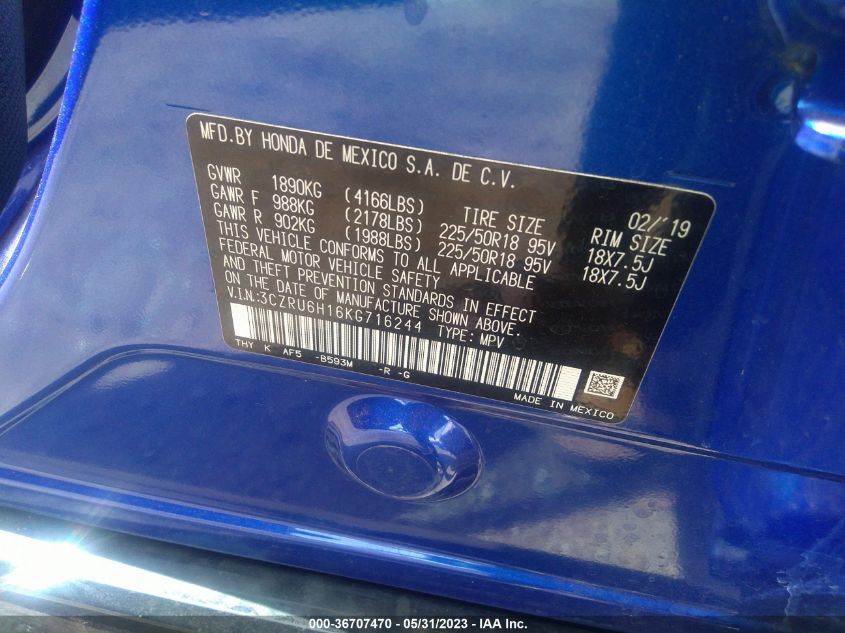 MFD.BY HONDA DE MEXICO S.A. DE C.V.
02/'19
GVWR 1890KG (4166LBS) TIRE SIZE RIM SIZE
GAWR F 988KG (2178LBS) 225/50R18 95V 18X7.5J
GAWR R 902KG (1988LBS) 225/50R18 95V 18X7.5J
THIS VEHICLE CONFORMS TO ALL APPLICABLE
FEDERAL MOTOR VEHICLE SAFETY
AND THEFT PREVENTION STANDARDS IN EFFECT
ON THE DATE OF MANUFACTURE SHOWN ABOVE.
V.I.N.:3CZRU6H16KG716244 TYPE: MPV
THY K AF5 -B593M -R -G
MADE IN MEXICO
000-36707470 - 05/31/2023 - IAA Inc.